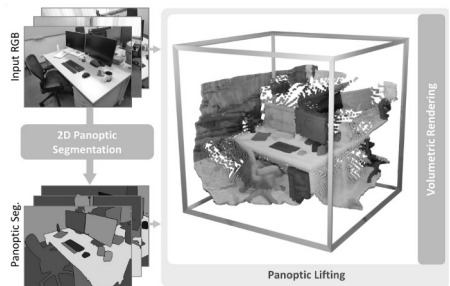 Input RGB
2D Panoptic
Segmentation
Panoptic Seg.
Panoptic Lifting
Volumetric Rendering